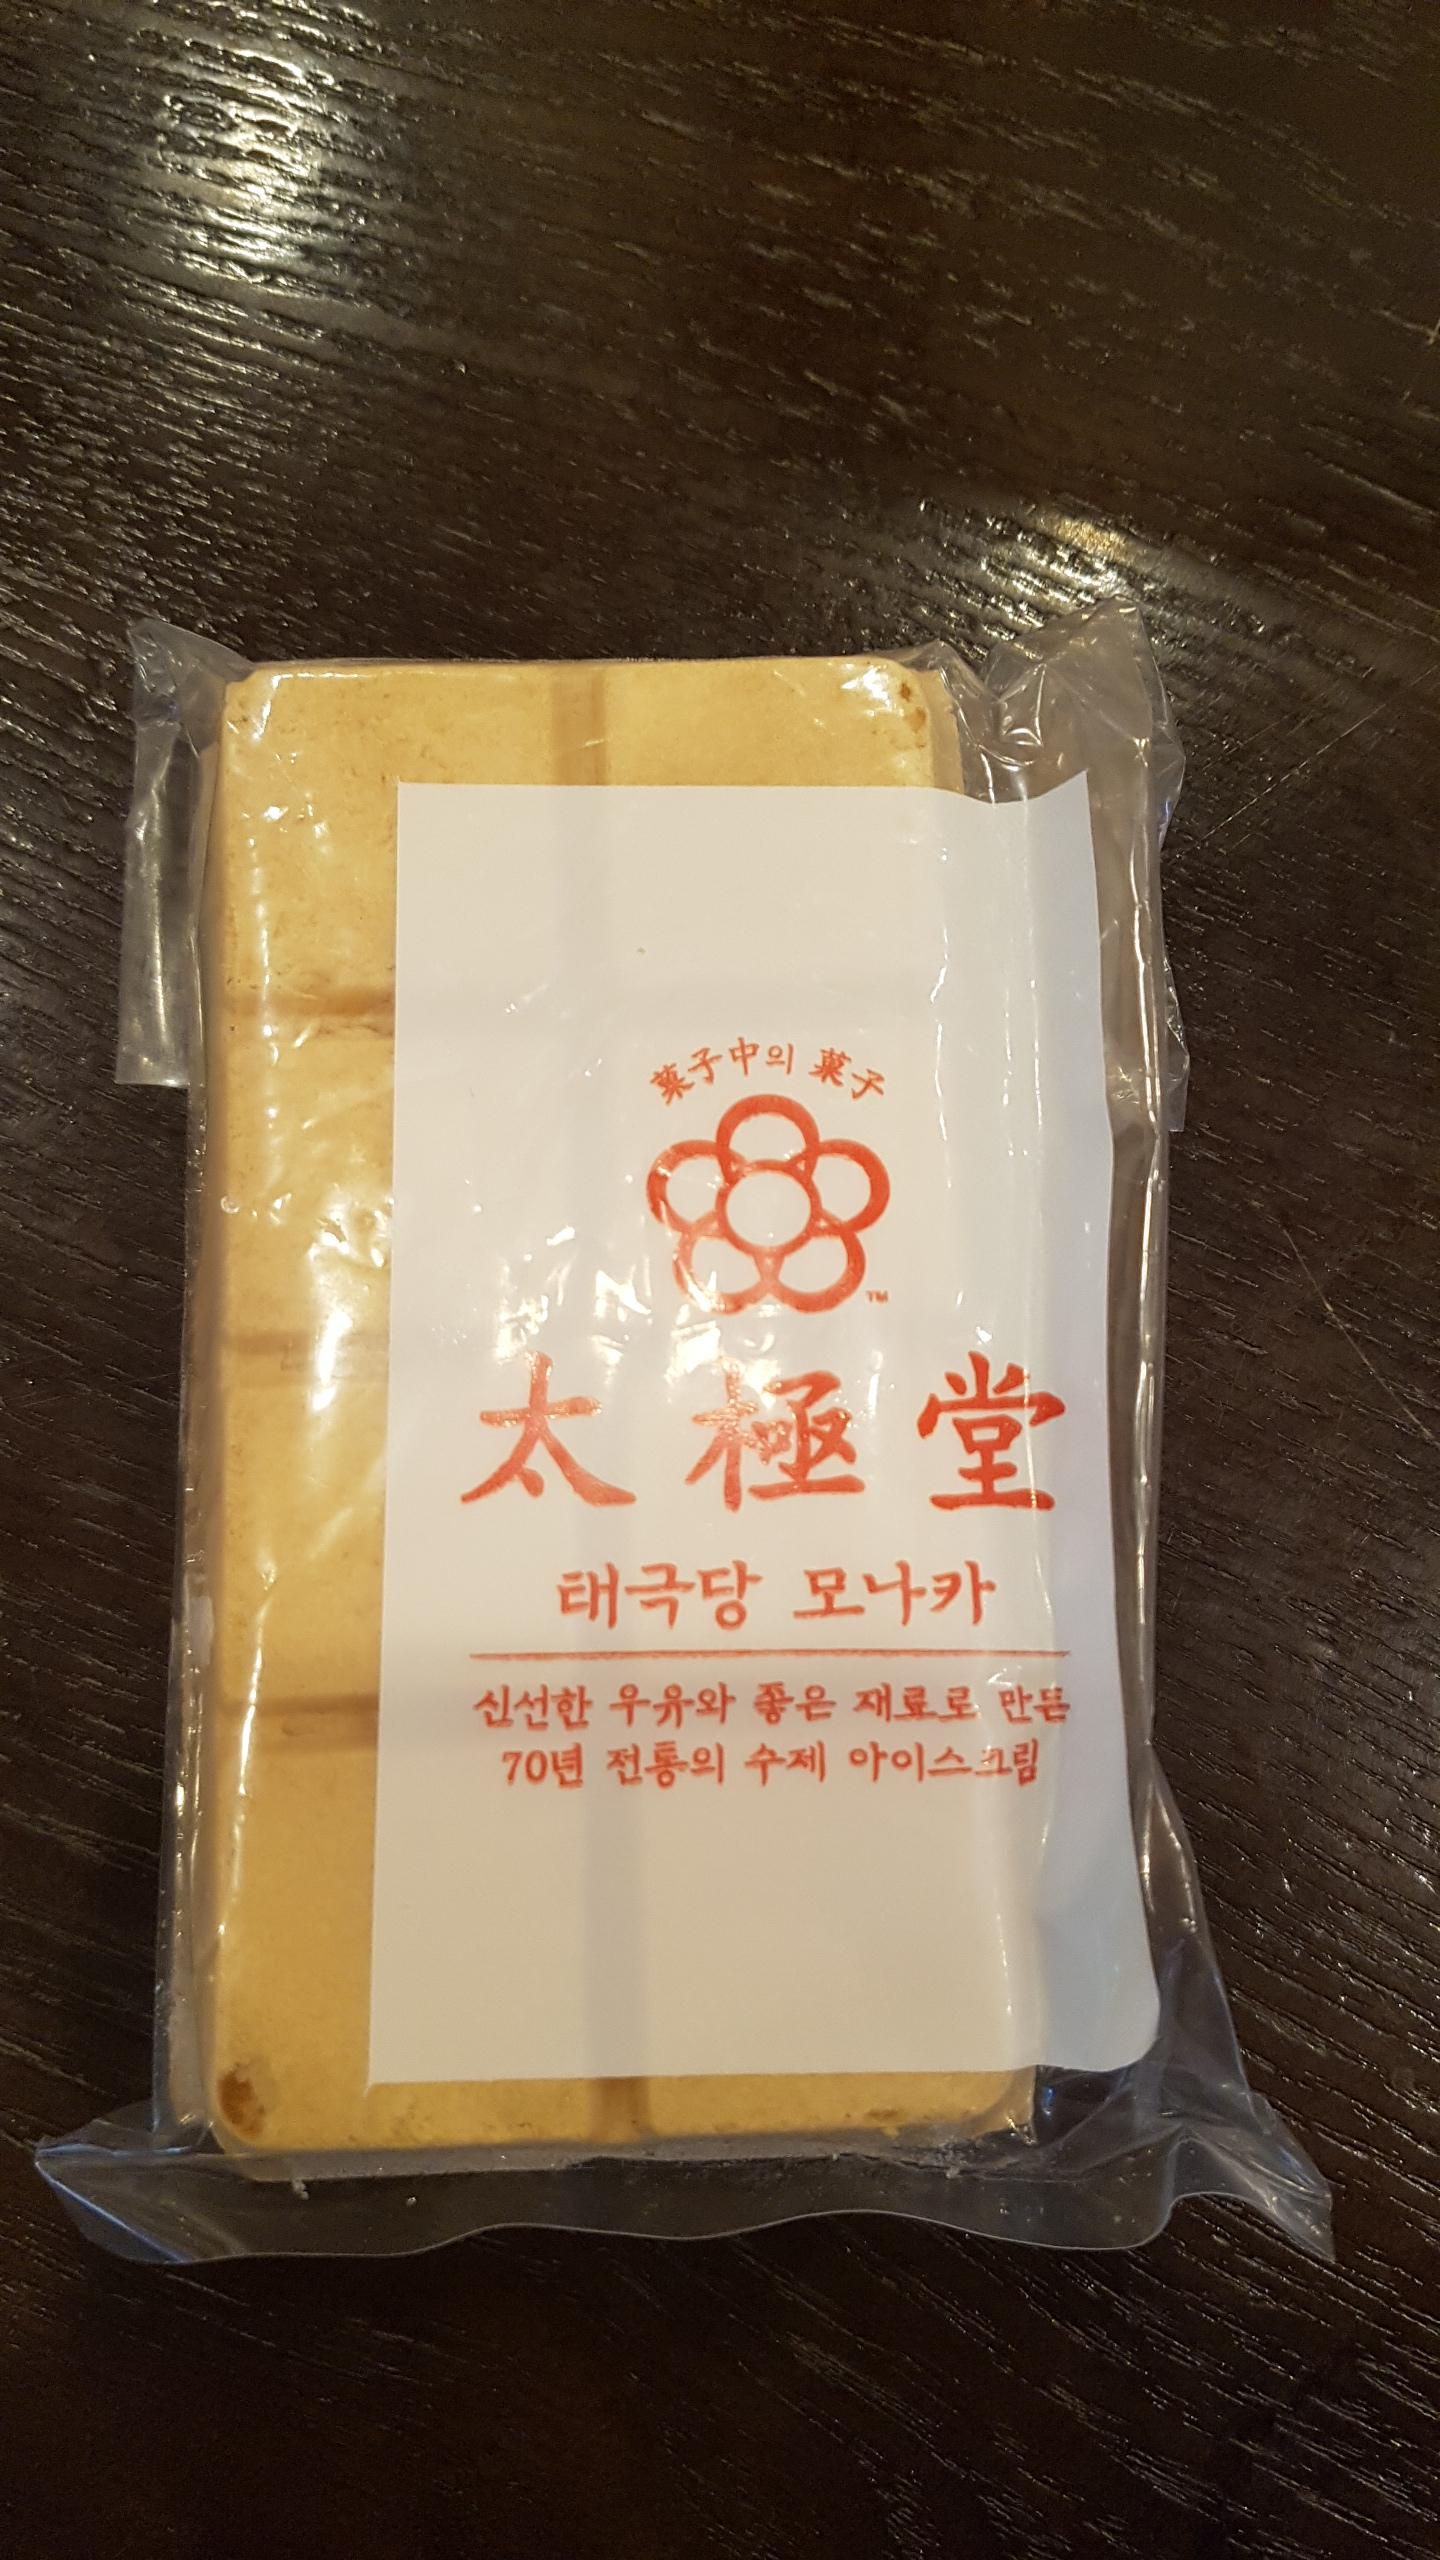 菓子中의 菓子
TM
太極堂
태극당 모나카
신선한 우유와 좋은 재료로 만든
70년 전통의 수제 아이스크림